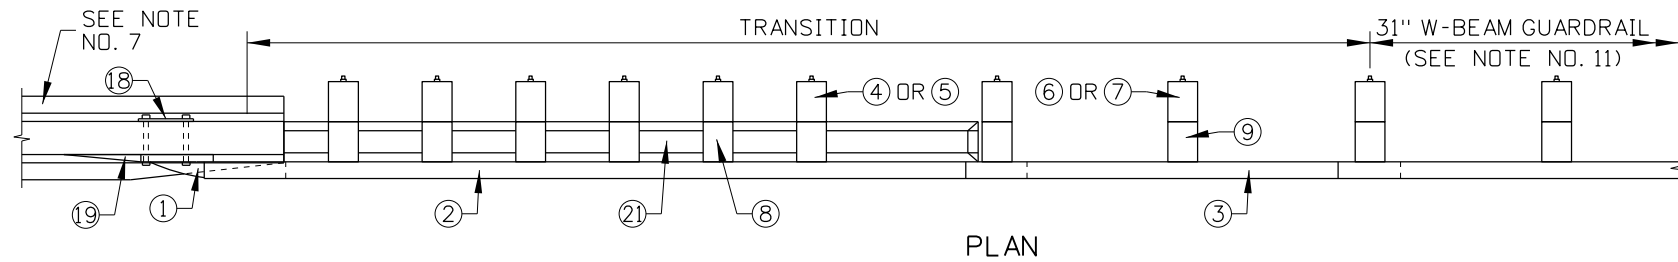 SEE NOTE
NO. 7
TRANSITION
31" W-BEAM GUARDRAIL
(SEE NOTE NO. 11)
18
4 OR 5
6 OR 7
9
19
1
2
21
8
3
PLAN